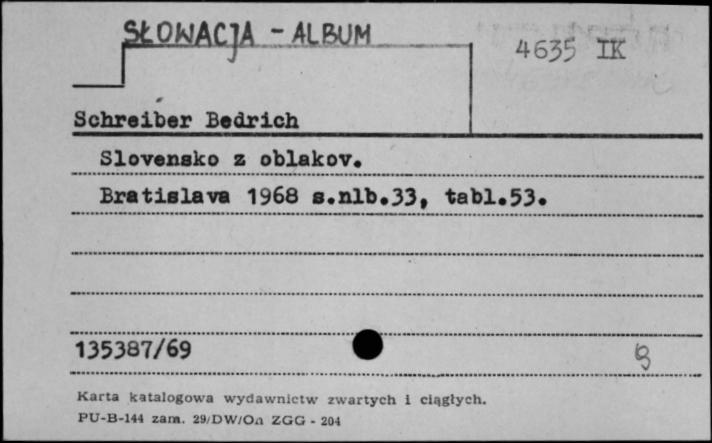 SŁOWACJA - ALBUM
4635 IK
Schreiber Bedrich
Slovensko z oblakov.
Bratislava 1968 s.nlb.33, tabl.53.
135387/69
Karta katalogowa wydawnictw zwartych i ciągłych.
PU-B-144 zam. 29/DW/Oa ZGG - 204